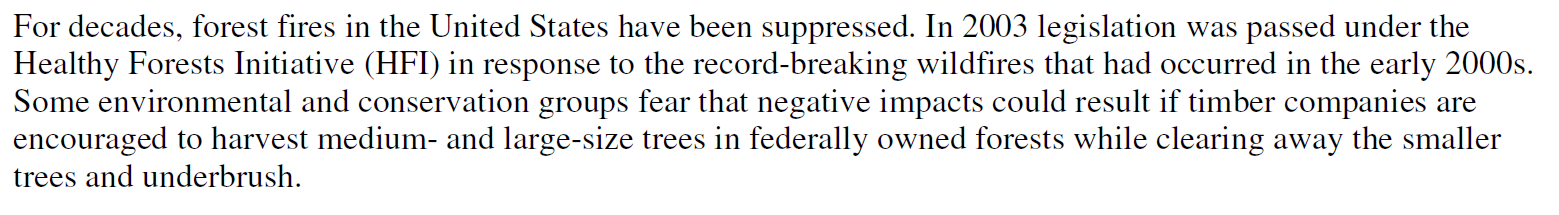 For decades, forest fires in the United States have been suppressed. In 2003 legislation was passed under the
Healthy Forests Initiative (HFI) in response to the record-breaking wildfires that had occurred in the early 2000s.
Some environmental and conservation groups fear that negative impacts could result if timber companies are
encouraged to harvest medium- and large-size trees in federally owned forests while clearing away the smaller
trees and underbrush.